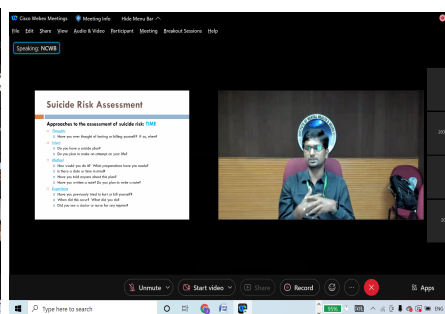 Cisco Webex Meetings Meeting Info Hide Menu Bar
File Edit Share View Audio & Video Participant Meeting Breakout Sessions Help
Speaking: NCWB
Suicide Risk Assessment
Approaches to the assessment of suicide risk: TIME
Thoughts
Have you ever thought of hurting or killing yourself? If so, when?
Intent
Do you have a suicide plan?
Do you plan to make an attempt on your life?
Method
How would you do it? What preparations have you made?
Is there a date or time in mind?
Have you told anyone about this plan?
Have you written a note? Do you plan to write a note?
Have you previously tried to hurt or kill yourself?
When did this occur? What did you do?
Did you see a doctor or nurse for any injuries?
Unmute Start video Share Record Apps
Type here to search
ENG